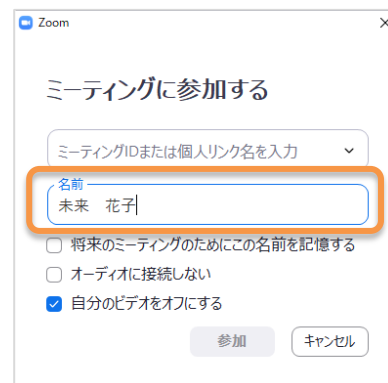 Zoom
ミーティングに参加する
ミーティングIDまたは個人リンク名を入力
名前
未来　花子
将来のミーティングのためにこの名前を記憶する
オーディオに接続しない
自分のビデオをオフにする
参加 キャンセル